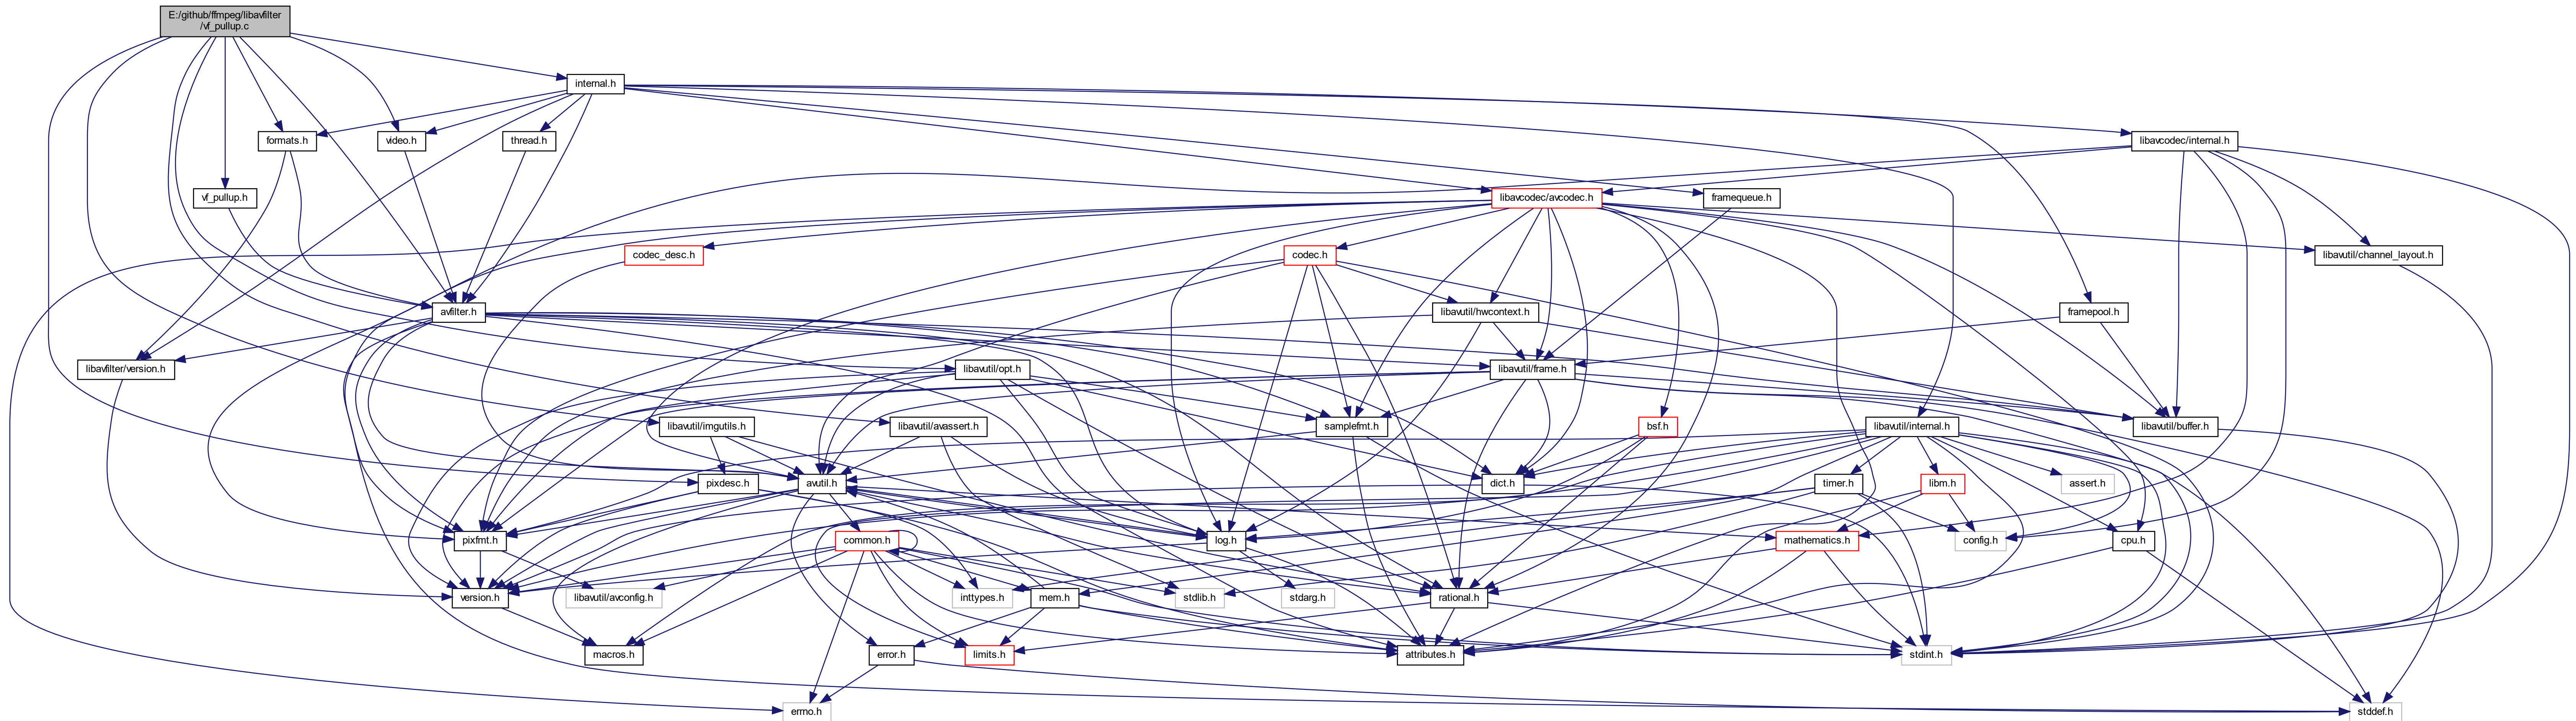 E:/github/ffmpeg/libavfilter
/vf_pullup.c
internal.h
formats.h
video.h
thread.h
libavcodec/internal.h
vf_pullup.h
libavcodec/avcodec.h
framequeue.h
codec_desc.h
codec.h
libavutil/channel_layout.h
avfilter.h
libavutil/hwcontext.h
framepool.h
libavfilter/version.h
libavutil/opt.h
libavutil/frame.h
libavutil/imgutils.h
libavutil/avassert.h
samplefmt.h
bsf.h
libavutil/internal.h
libavutil/buffer.h
pixdesc.h
avutil.h
dict.h
timer.h
libm.h
assert.h
pixfmt.h
common.h
log.h
mathematics.h
config.h
cpu.h
version.h
libavutil/avconfig.h
inttypes.h
mem.h
stdlib.h
stdarg.h
rational.h
macros.h
error.h
limits.h
attributes.h
stdint.h
errno.h
stddef.h